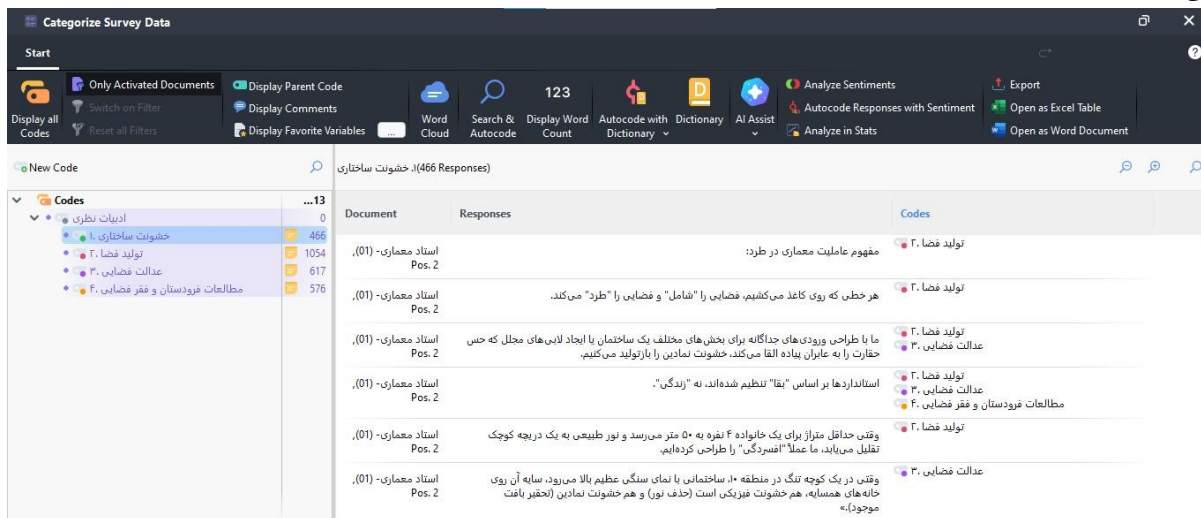 Categorize Survey Data
Start
Display all Codes
Only Activated Documents
Switch on Filter
Reset all Filters
Display Parent Code
Display Comments
Display Favorite Variables ...
Word Cloud
Search & Autocode
123
Display Word Count
Autocode with Dictionary
Dictionary
AI Assist
Analyze Sentiments
Autocode Responses with Sentiment
Analyze in Stats
Export
Open as Excel Table
Open as Word Document
New Code
۱. خشونت ساختاری (466 Responses)
Codes ...13
ادبیات نظری 0
۱. خشونت ساختاری 466
۲. تولید فضا 1054
۳. عدالت فضایی 617
۴. مطالعات فرودستان و فقر فضایی 576
Document Responses Codes
استاد معماری- (01), Pos. 2
مفهوم عاملیت معماری در طرد:
۲. تولید فضا
استاد معماری- (01), Pos. 2
هر خطی که روی کاغذ می‌کشیم، فضایی را "شامل" و فضایی را "طرد" می‌کند.
۲. تولید فضا
استاد معماری- (01), Pos. 2
ما با طراحی ورودی‌های جداگانه برای بخش‌های مختلف یک ساختمان یا ایجاد لابی‌های مجلل که حس
حقارت را به عابران پیاده القا می‌کند، خشونت نمادین را بازتولید می‌کنیم.
۲. تولید فضا
۳. عدالت فضایی
استاد معماری- (01), Pos. 2
استانداردها بر اساس "بقا" تنظیم شده‌اند، نه "زندگی".
۲. تولید فضا
۳. عدالت فضایی
۴. مطالعات فرودستان و فقر فضایی
استاد معماری- (01), Pos. 2
وقتی حداقل متراژ برای یک خانواده ۴ نفره به ۵۰ متر می‌رسد و نور طبیعی به یک دریچه کوچک
تقلیل می‌یابد، ما عملاً "افسردگی" را طراحی کرده‌ایم.
۲. تولید فضا
استاد معماری- (01), Pos. 2
وقتی در یک کوچه تنگ در منطقه ۱۰، ساختمانی با نمای سنگی عظیم بالا می‌رود، سایه آن روی
خانه‌های همسایه، هم خشونت فیزیکی است (حذف نور) و هم خشونت نمادین (تحقیر بافت
موجود).»
۳. عدالت فضایی